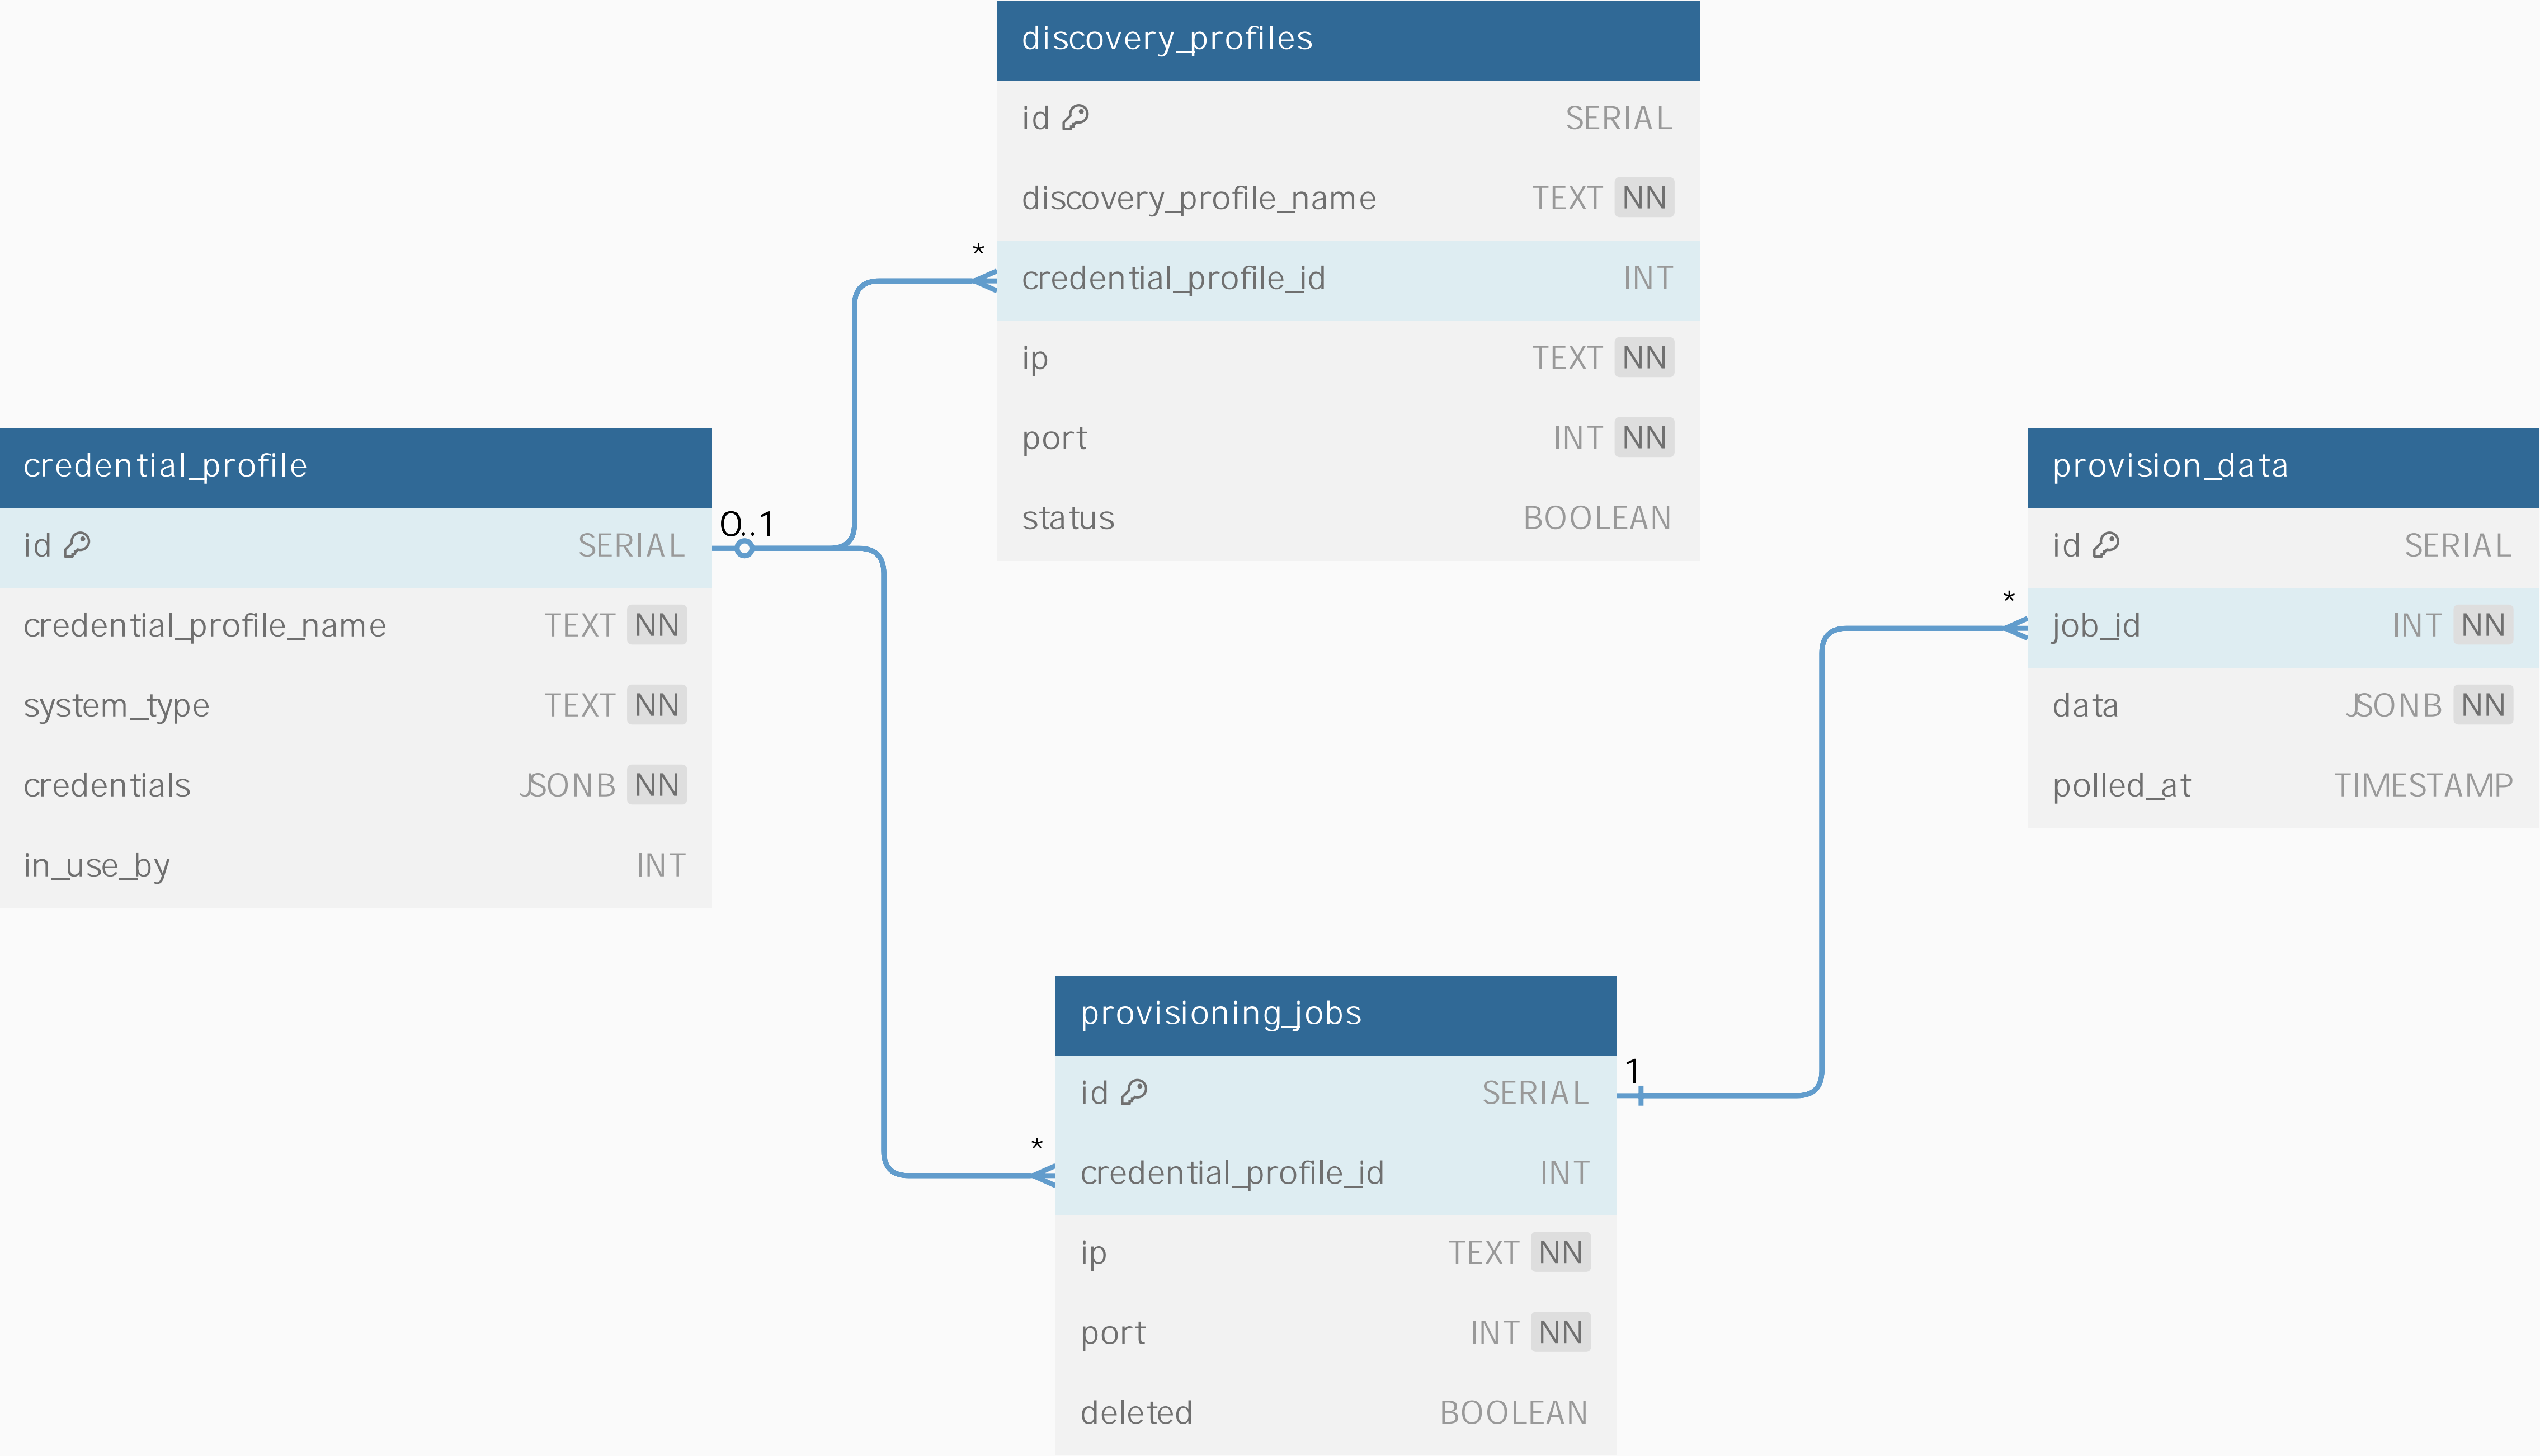 discovery_profiles
id SERIAL
discovery_profile_name TEXT NN
*
credential_profile_id INT
ip TEXT NN
port INT NN
status BOOLEAN
credential_profile
0..1
id SERIAL
credential_profile_name TEXT NN
system_type TEXT NN
credentials JSONB NN
in_use_by INT
provision_data
id SERIAL
*
job_id INT NN
data JSONB NN
polled_at TIMESTAMP
provisioning_jobs
1
id SERIAL
*
credential_profile_id INT
ip TEXT NN
port INT NN
deleted BOOLEAN